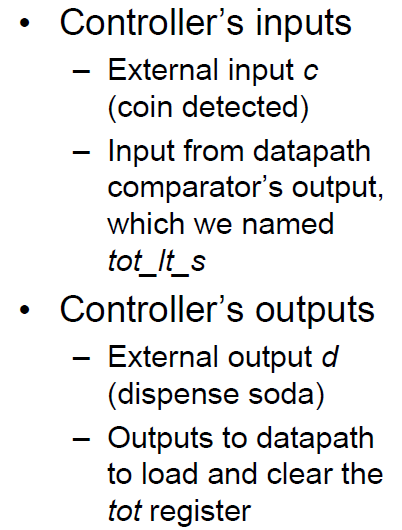 • Controller's inputs
– External input c
(coin detected)
– Input from datapath
comparator's output,
which we named
tot_lt_s
• Controller's outputs
– External output d
(dispense soda)
– Outputs to datapath
to load and clear the
tot register